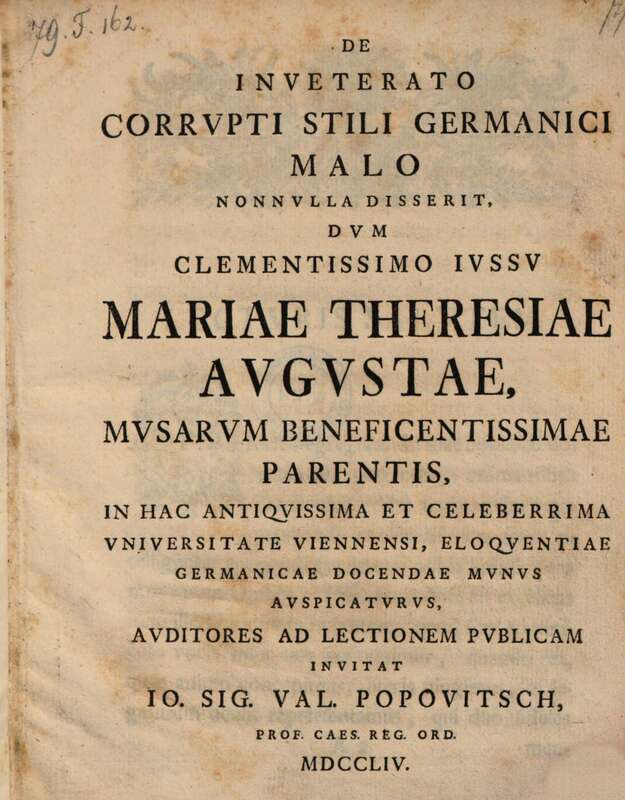 79. F. 162.
DE
INVETERATO
CORRVPTI STILI GERMANICI
MALO
NONNVLLA DISSERIT,
DVM
CLEMENTISSIMO IVSSV
MARIAE THERESIAE
AVGVSTAE,
MVSARVM BENEFICENTISSIMAE
PARENTIS,
IN HAC ANTIQVISSIMA ET CELEBERRIMA
VNIVERSITATE VIENNENSI, ELOQVENTIAE
GERMANICAE DOCENDAE MVNVS
AVSPICATVRVS,
AVDITORES AD LECTIONEM PVBLICAM
INVITAT
IO. SIG. VAL. POPOVITSCH,
PROF. CAES. REG. ORD.
MDCCLIV.